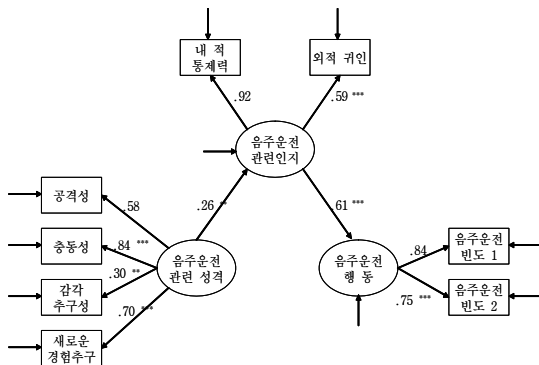 내 적
통제력
외적 귀인
.92
.59 ***
음주운전
관련인지
공격성
.58
.26 **
.61 ***
충동성
.84 ***
음주운전
관련 성격
음주운전
행 동
.84
음주운전
빈도 1
.30 **
감각
추구성
.75 ***
음주운전
빈도 2
.70 ***
새로운
경험추구